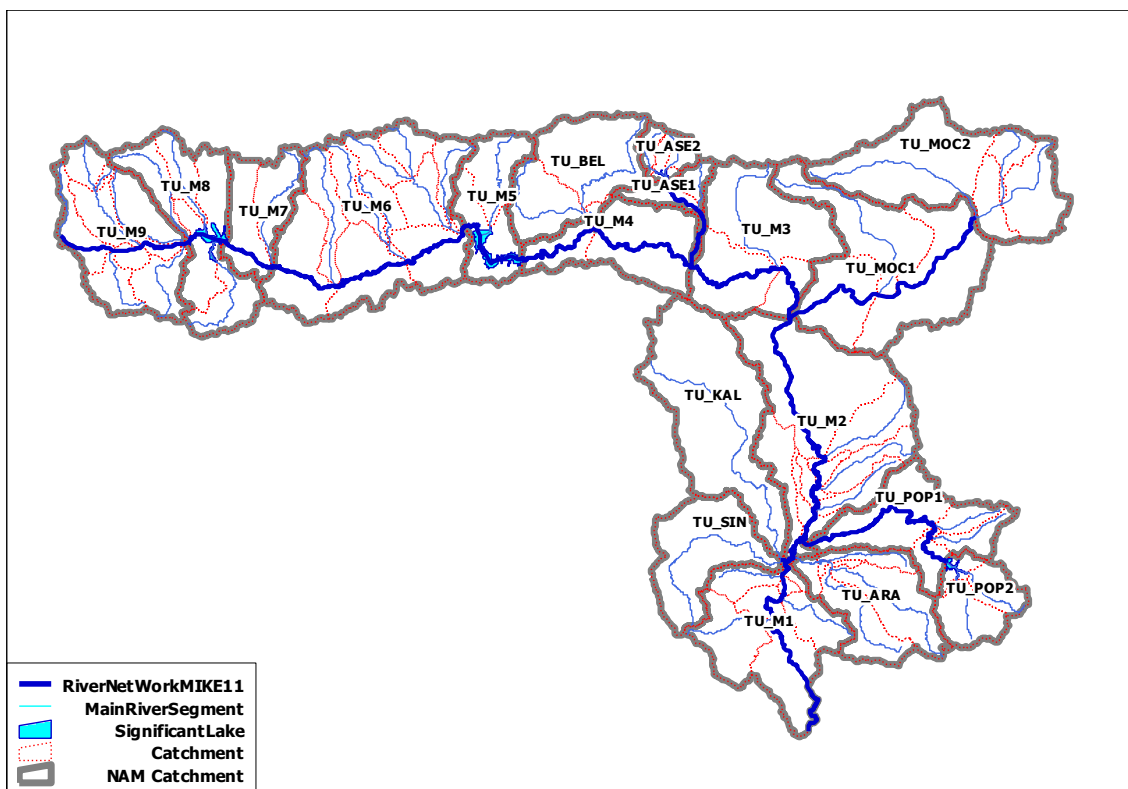 TU_MOC2
TU_ASE2
TU_BEL
TU_ASE1
TU_M8
TU_M5
TU_M7
TU_M6
TU_M4
TU_M9
TU_M3
TU_MOC1
TU_KAL
TU_M2
TU_POP1
TU_SIN
TU_POP2
TU_ARA
TU_M1
RiverNetWorkMIKE11
MainRiverSegment
SignificantLake
Catchment
NAM Catchment